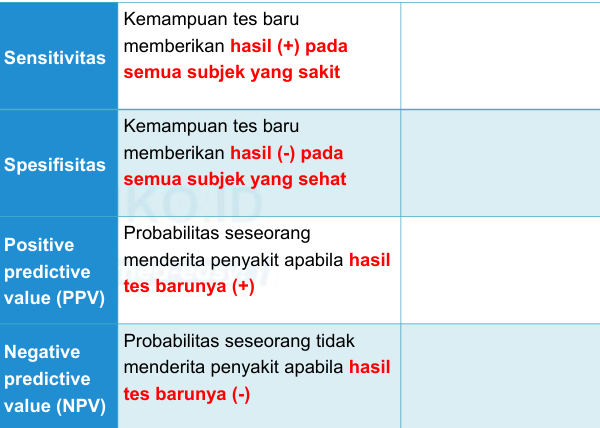 Sensitivitas
Kemampuan tes baru
memberikan hasil (+) pada
semua subjek yang sakit
Spesifisitas
Kemampuan tes baru
memberikan hasil (-) pada
semua subjek yang sehat
Positive
predictive
value (PPV)
Probabilitas seseorang
menderita penyakit apabila hasil
tes barunya (+)
Negative
predictive
value (NPV)
Probabilitas seseorang tidak
menderita penyakit apabila hasil
tes barunya (-)
KO.ID